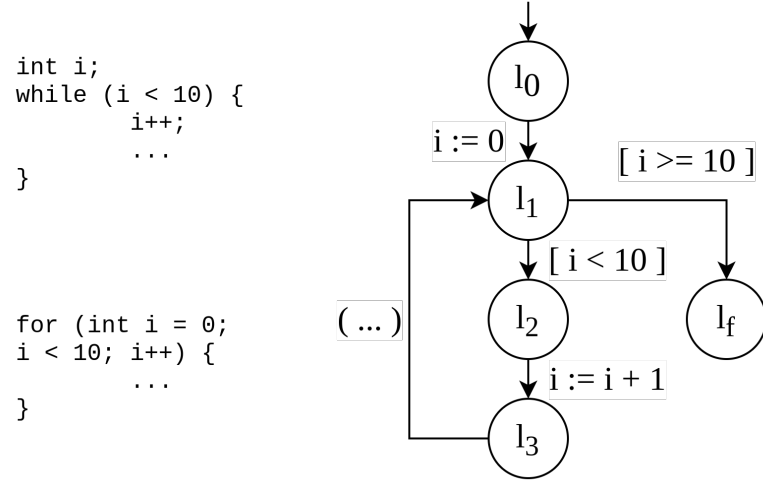 int i;
while (i < 10) {
i++;
...
}
for (int i = 0;
i < 10; i++) {
...
}
l0
i := 0
[ i >= 10 ]
l1
[ i < 10 ]
( ... )
l2
lf
i := i + 1
l3